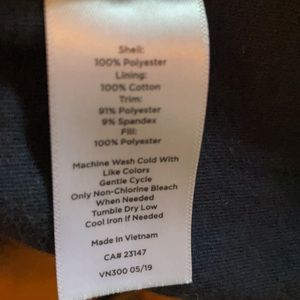 Shell:
100% Polyester
Lining:
100% Cotton
Trim:
91% Polyester
9% Spandex
Fill:
100% Polyester
Machine Wash Cold With
Like Colors
Gentle Cycle
Only Non-Chlorine Bleach
When Needed
Tumble Dry Low
Cool Iron If Needed
Made In Vietnam
CA# 23147
VN300 05/19